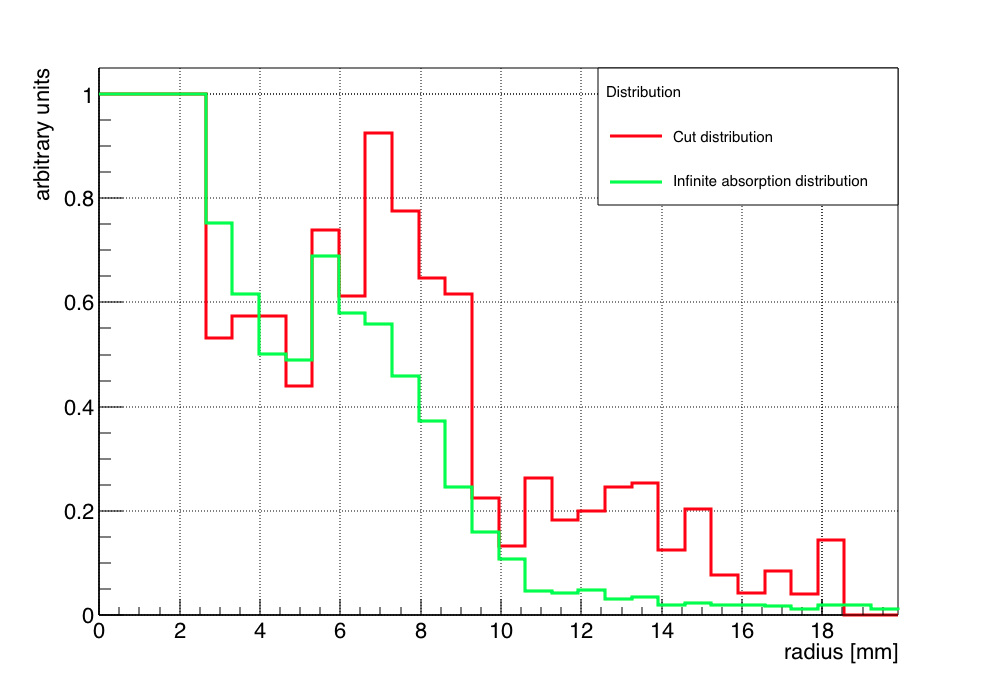 arbitrary units
1
0.8
0.6
0.4
0.2
0
0 2 4 6 8 10 12 14 16 18
radius [mm]
Distribution
Cut distribution
Infinite absorption distribution